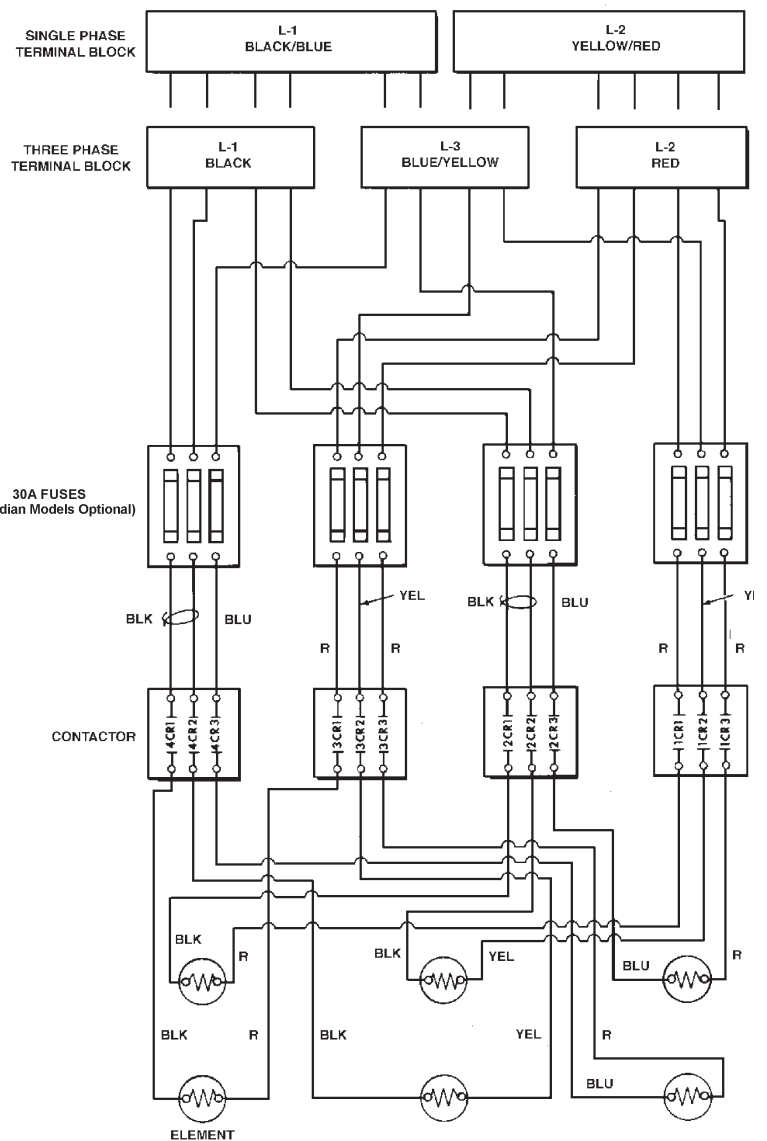 SINGLE PHASE
TERMINAL BLOCK
L-1
BLACK/BLUE
L-2
YELLOW/RED
THREE PHASE
TERMINAL BLOCK
L-1
BLACK
L-3
BLUE/YELLOW
L-2
RED
30A FUSES
dian Models Optional)
BLK
BLU
YEL
R
R
BLK
BLU
YI
R
R
CONTACTOR
4CR1
4CR2
4CR3
3CR1
3CR2
3CR3
2CR1
2CR2
2CR3
1CR1
1CR2
1CR3
BLK
R
BLK
YEL
BLU
R
BLK
R
BLK
YEL
R
BLU
ELEMENT